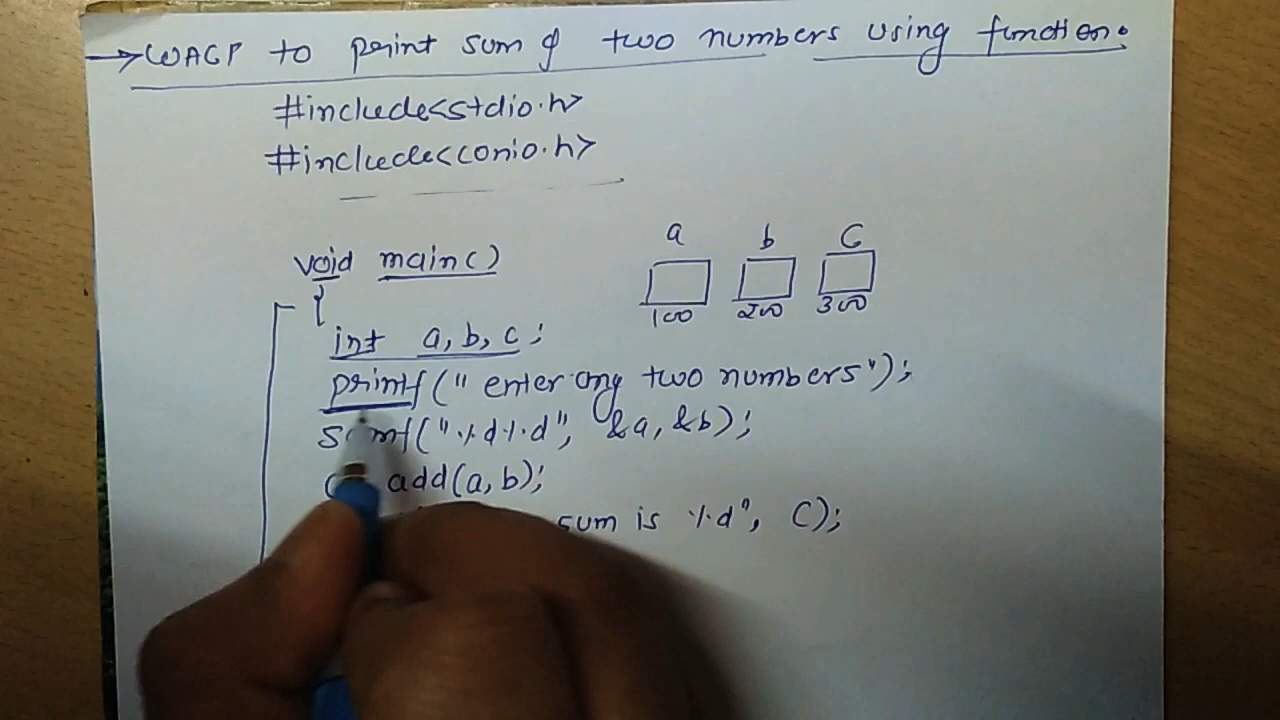 →WACP to print sum of two numbers using function.
#include<stdio.h>
#include<conio.h>
void main()
{
a b C
100 200 300
int a, b, c;
printf(" enter any two numbers");
scanf("%d%d", &a, &b);
add(a, b);
sum is %d", C);